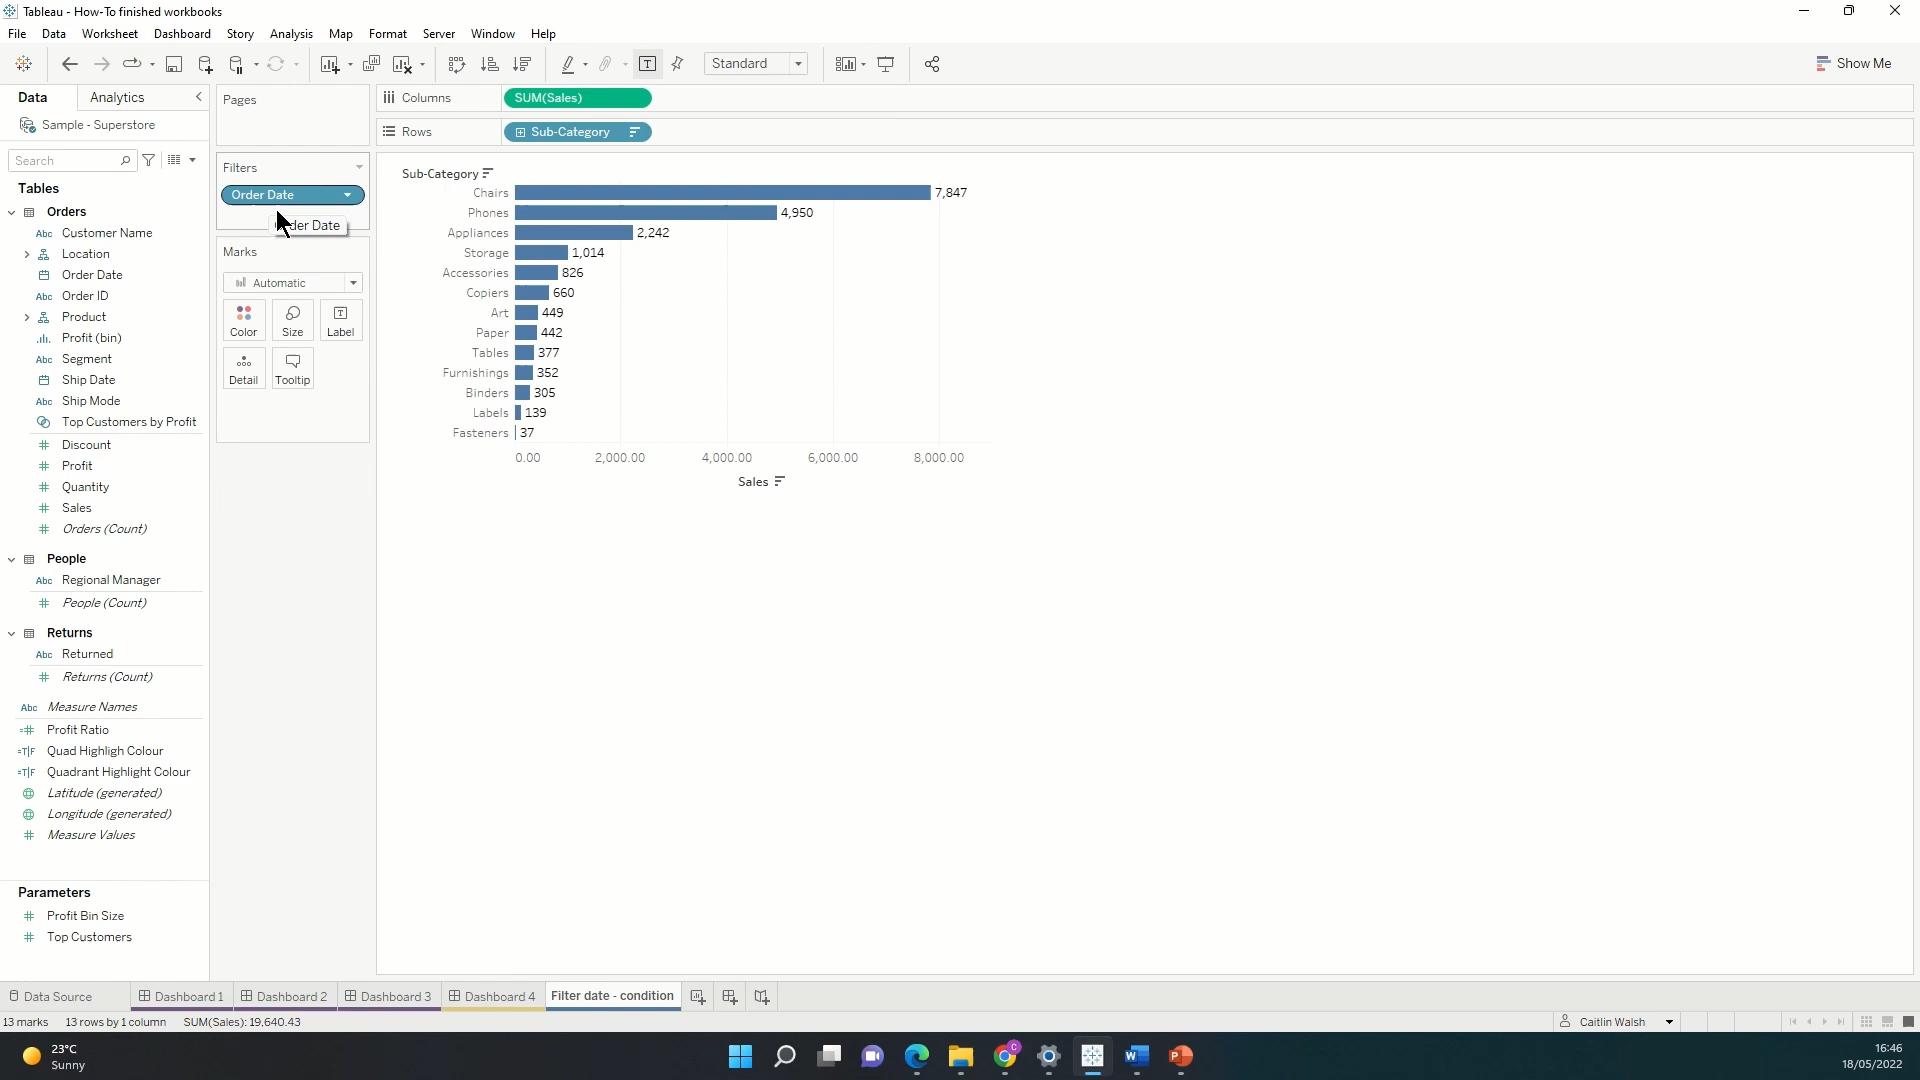 Tableau - How-To finished workbooks
File Data Worksheet Dashboard Story Analysis Map Format Server Window Help
Standard
Show Me
Data Analytics
Sample - Superstore
Search
Tables
Orders
Abc Customer Name
Location
Order Date
Abc Order ID
Product
Profit (bin)
Abc Segment
Ship Date
Abc Ship Mode
Top Customers by Profit
Discount
Profit
Quantity
Sales
Orders (Count)
People
Abc Regional Manager
People (Count)
Returns
Abc Returned
Returns (Count)
Abc Measure Names
Profit Ratio
=T|F Quad Highligh Colour
=T|F Quadrant Highlight Colour
Latitude (generated)
Longitude (generated)
Measure Values
Parameters
Profit Bin Size
Top Customers
Pages
Filters
Order Date
Marks
Automatic
Color Size Label
Detail Tooltip
Columns SUM(Sales)
Rows Sub-Category
Sub-Category
Chairs 7,847
Phones 4,950
Appliances 2,242
Storage 1,014
Accessories 826
Copiers 660
Art 449
Paper 442
Tables 377
Furnishings 352
Binders 305
Labels 139
Fasteners 37
0.00 2,000.00 4,000.00 6,000.00 8,000.00
Sales
Data Source Dashboard 1 Dashboard 2 Dashboard 3 Dashboard 4 Filter date - condition
13 marks 13 rows by 1 column SUM(Sales): 19,640.43
Caitlin Walsh
23°C
Sunny
16:46
18/05/2022